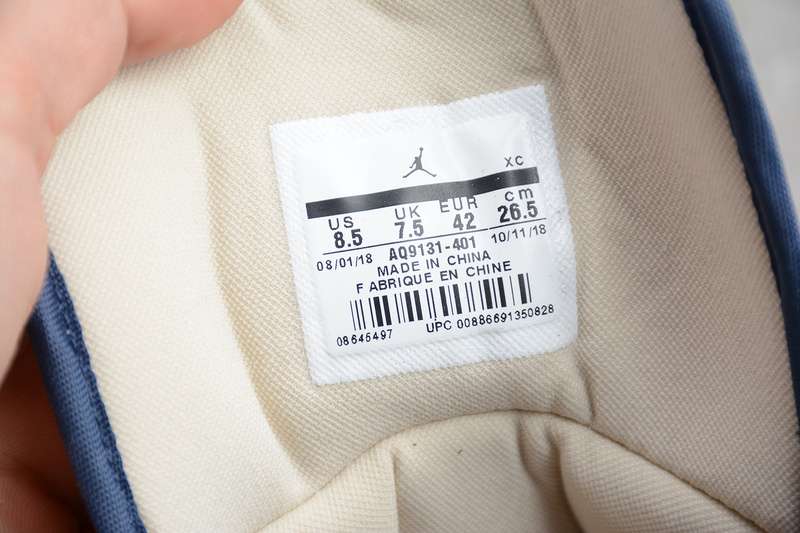 XC
US UK EUR cm
8.5 7.5 42 26.5
08/01/18 AQ9131-401 10/11/18
MADE IN CHINA
FABRIQUE EN CHINE
08645497 UPC 00886691350828